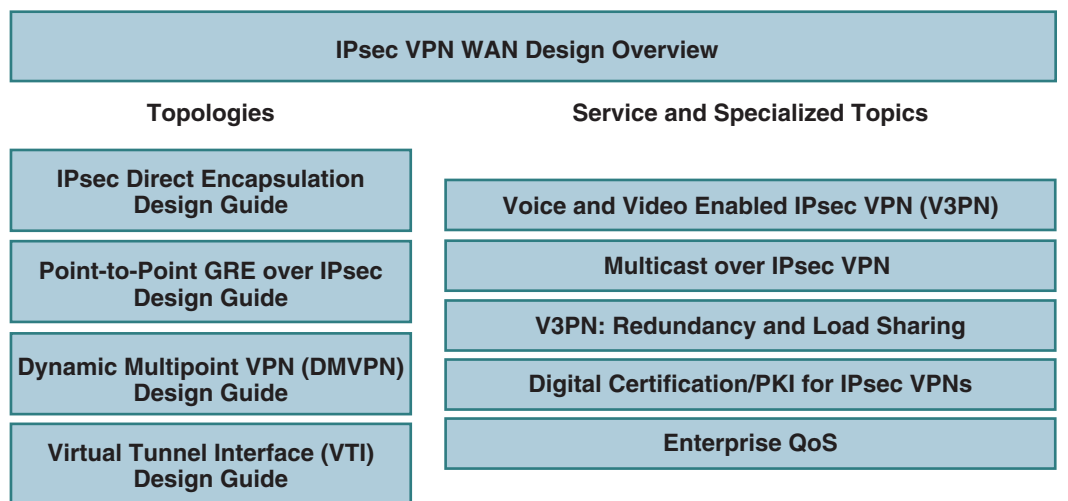 IPsec VPN WAN Design Overview
Topologies
IPsec Direct Encapsulation
Design Guide
Point-to-Point GRE over IPsec
Design Guide
Dynamic Multipoint VPN (DMVPN)
Design Guide
Virtual Tunnel Interface (VTI)
Design Guide
Service and Specialized Topics
Voice and Video Enabled IPsec VPN (V3PN)
Multicast over IPsec VPN
V3PN: Redundancy and Load Sharing
Digital Certification/PKI for IPsec VPNs
Enterprise QoS